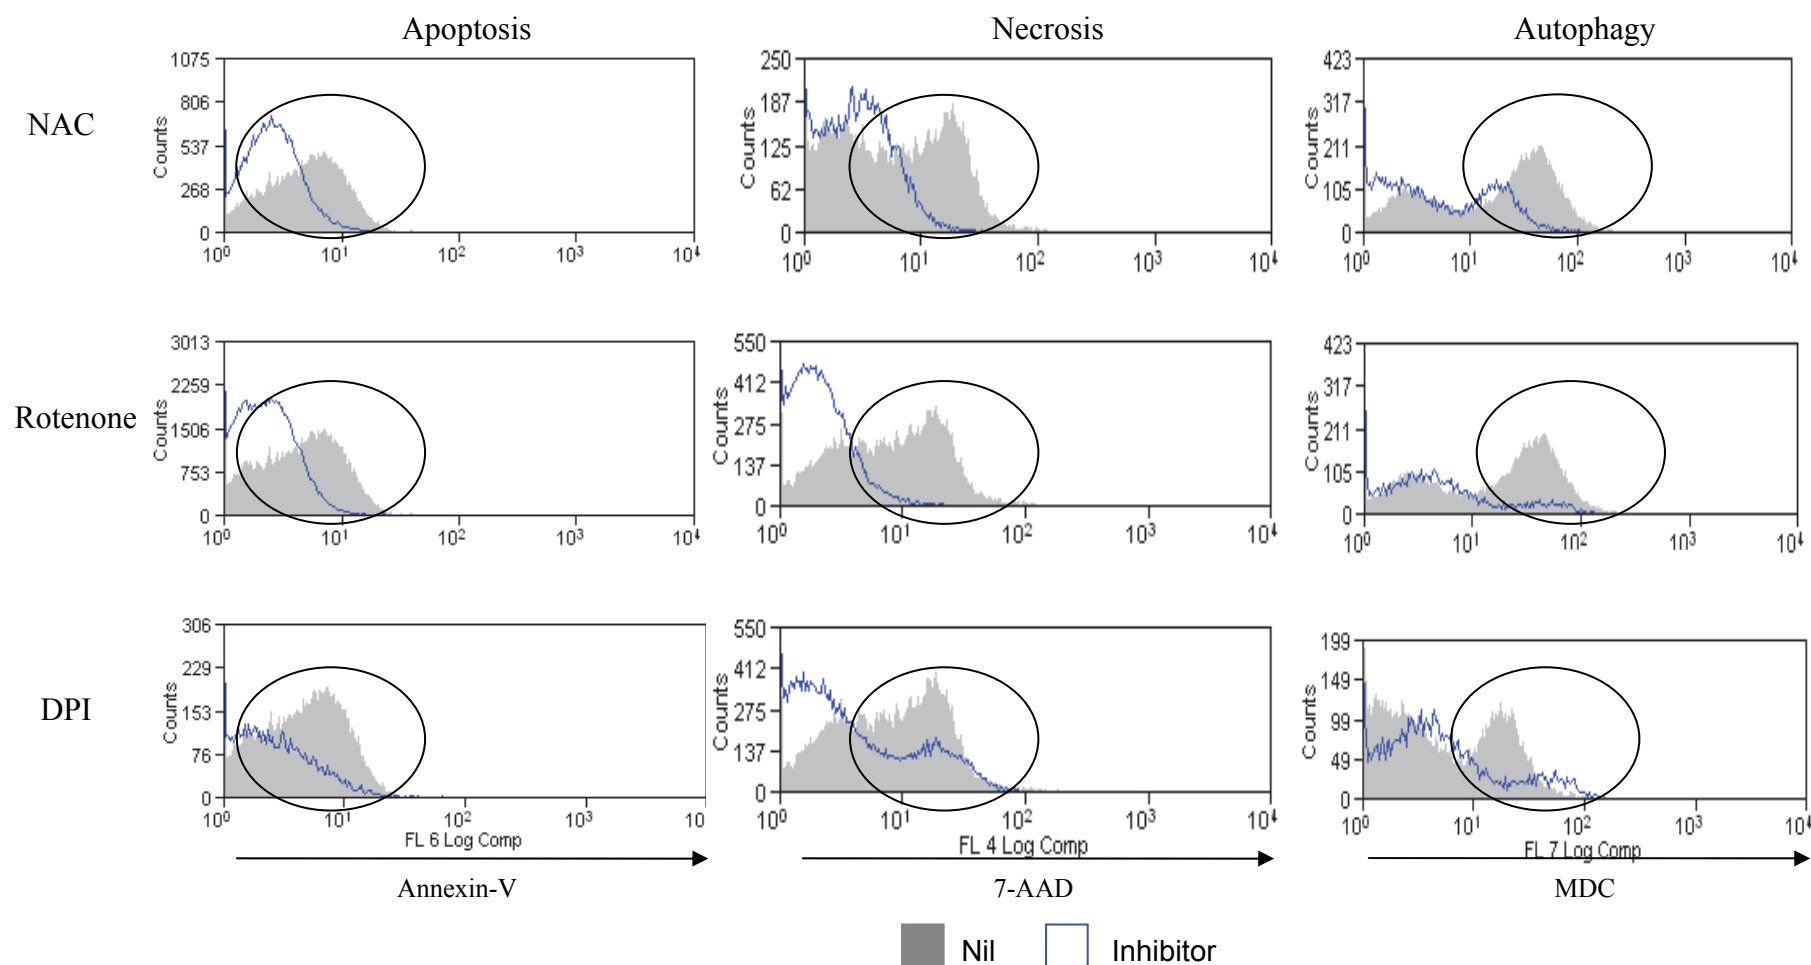 Apoptosis Necrosis Autophagy
NAC
1075 806 537 268 0
Counts
10⁰ 10¹ 10² 10³ 10⁴
250 187 125 62 0
Counts
10⁰ 10¹ 10² 10³ 10⁴
423 317 211 105 0
Counts
10⁰ 10¹ 10² 10³ 10⁴
Rotenone
3013 2259 1506 753 0
Counts
10⁰ 10¹ 10² 10³ 10⁴
550 412 275 137 0
Counts
10⁰ 10¹ 10² 10³ 10⁴
423 317 211 105 0
Counts
10⁰ 10¹ 10² 10³ 10⁴
DPI
306 229 153 76 0
Counts
10⁰ 10¹ 10² 10³ 10
FL 6 Log Comp
Annexin-V
550 412 275 137 0
Counts
10⁰ 10¹ 10² 10³ 10⁴
FL 4 Log Comp
7-AAD
199 149 99 49 0
Counts
10⁰ 10¹ 10² 10³ 10⁴
FL 7 Log Comp
MDC
Nil Inhibitor